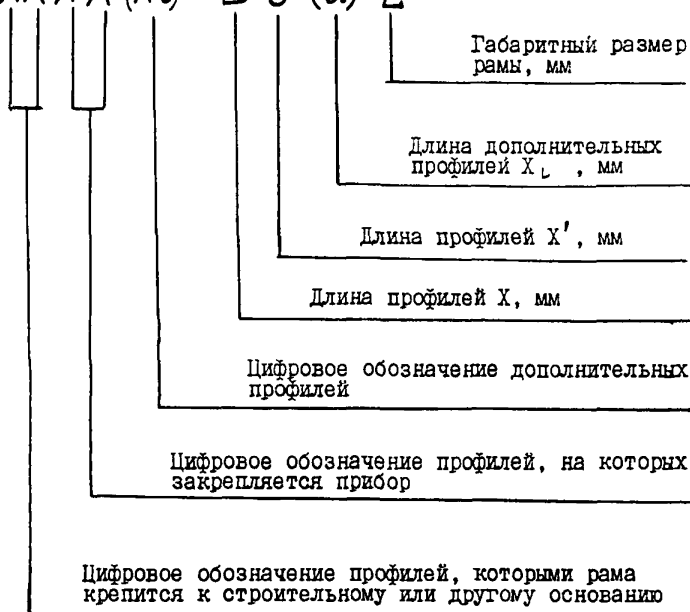 Габаритный размер
рамы, мм
Длина дополнительных
профилей X_L , мм
Длина профилей X', мм
Длина профилей X, мм
Цифровое обозначение дополнительных
профилей
Цифровое обозначение профилей, на которых
закрепляется прибор
Цифровое обозначение профилей, которыми рама
крепится к строительному или другому основанию